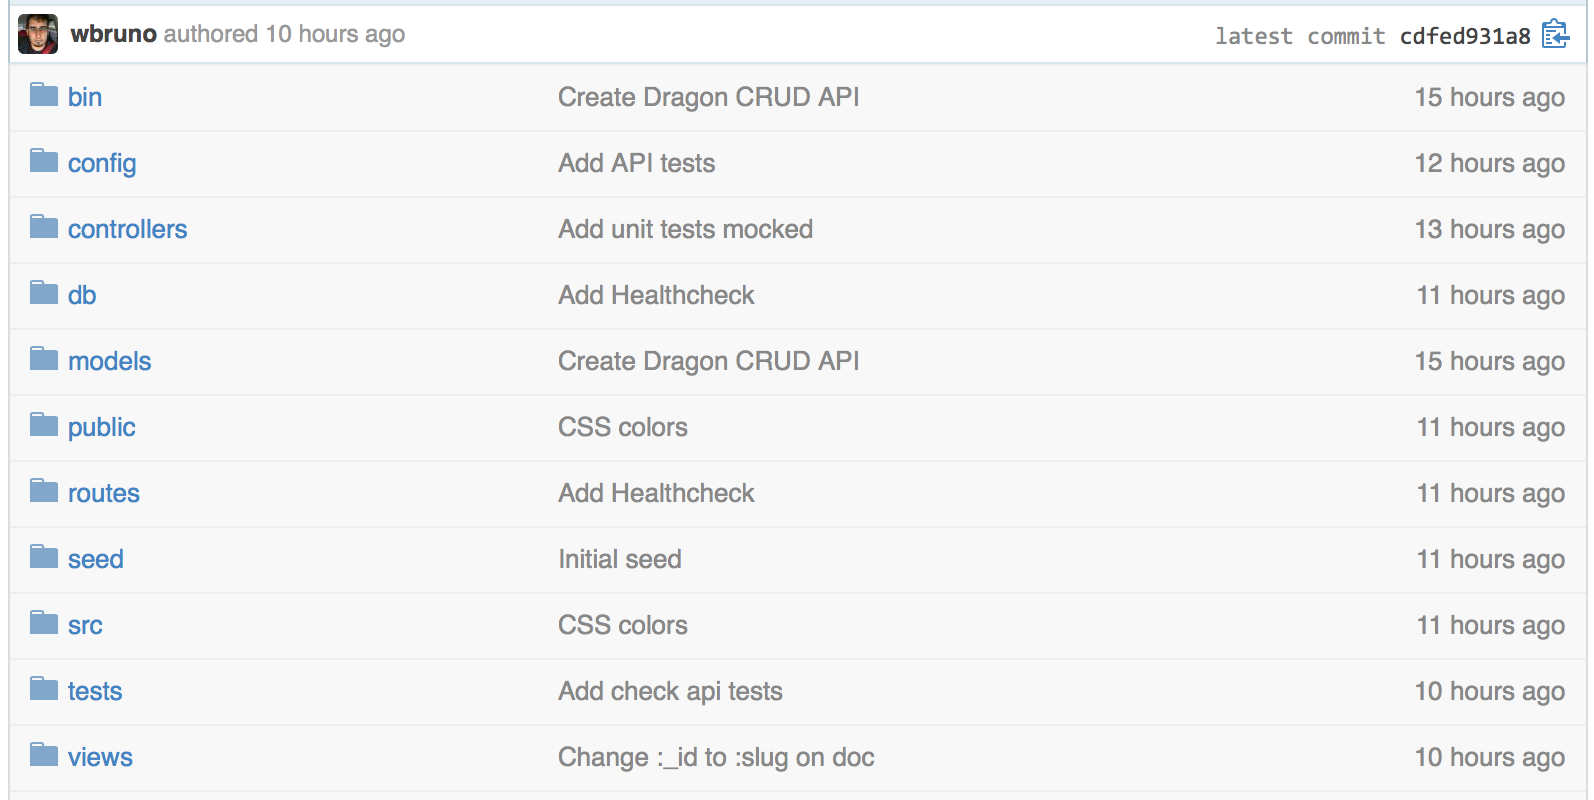 wbruno authored 10 hours ago latest commit cdfed931a8
bin Create Dragon CRUD API 15 hours ago
config Add API tests 12 hours ago
controllers Add unit tests mocked 13 hours ago
db Add Healthcheck 11 hours ago
models Create Dragon CRUD API 15 hours ago
public CSS colors 11 hours ago
routes Add Healthcheck 11 hours ago
seed Initial seed 11 hours ago
src CSS colors 11 hours ago
tests Add check api tests 10 hours ago
views Change :_id to :slug on doc 10 hours ago